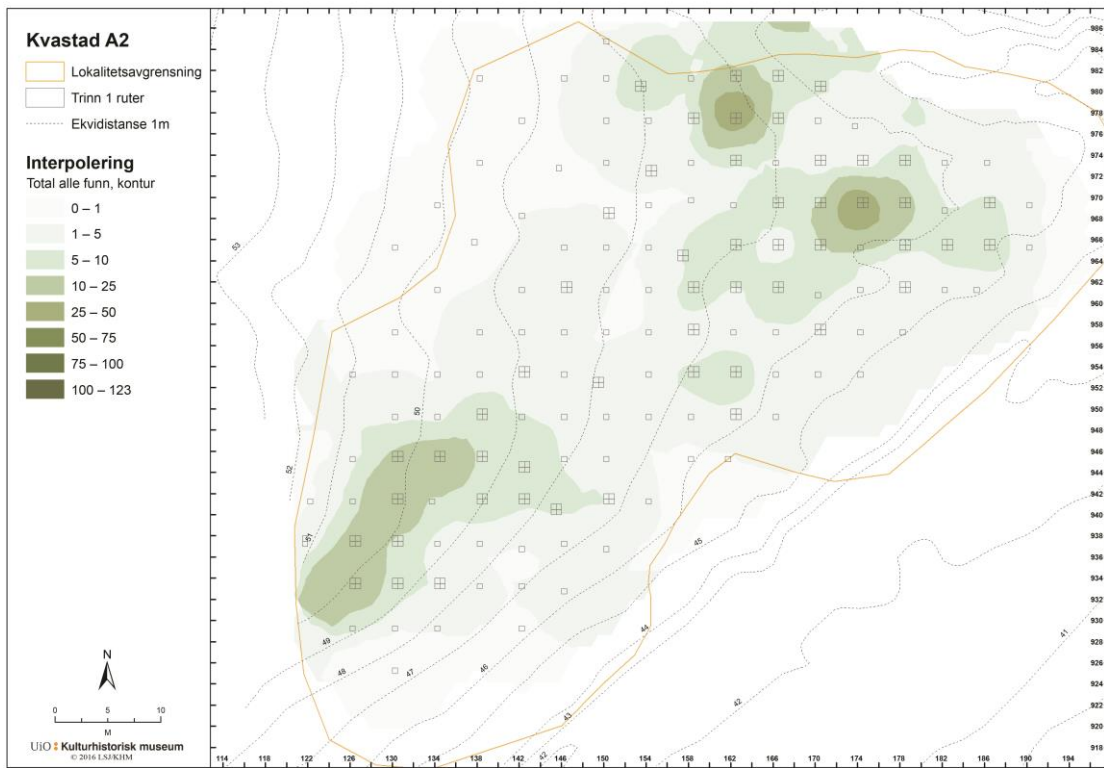 Kvastad A2
Lokalitetsavgrensning
Trinn 1 ruter
Ekvidistanse 1m
Interpolering
Total alle funn, kontur
0 – 1
1 – 5
5 – 10
10 – 25
25 – 50
50 – 75
75 – 100
100 – 123
N
0 5 10
M
UiO Kulturhistorisk museum
© 2016 LSJ/KHM
53
52
51
50
49
48
47
46
45
44
43
42
42
41
986
984
982
980
978
976
974
972
970
968
966
964
962
960
958
956
954
952
950
948
946
944
942
940
938
936
934
932
930
928
926
924
922
920
918
114 118 122 126 130 134 138 142 146 150 154 158 162 166 170 174 178 182 186 190 194